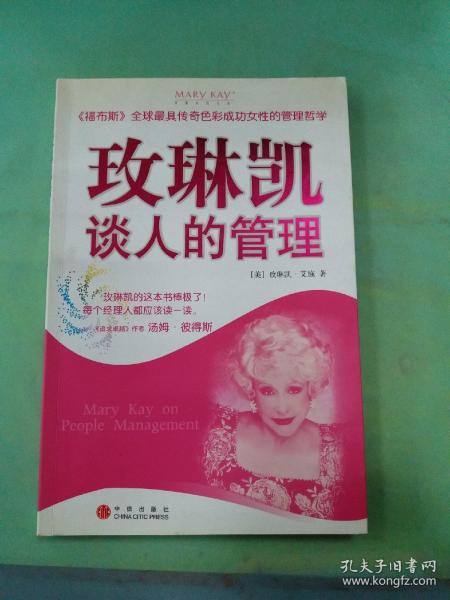 MARY KAY
《福布斯》全球最具传奇色彩成功女性的管理哲学
玫琳凯
谈人的管理
［美］玫琳凯·艾施 著
玫琳凯的这本书棒极了！
每个经理人都应该读一读。
《追求卓越》作者 汤姆·彼得斯
Mary Kay on
People Management
中信出版社
CHINA CITIC PRESS
孔夫子旧书网
www.kongfz.com